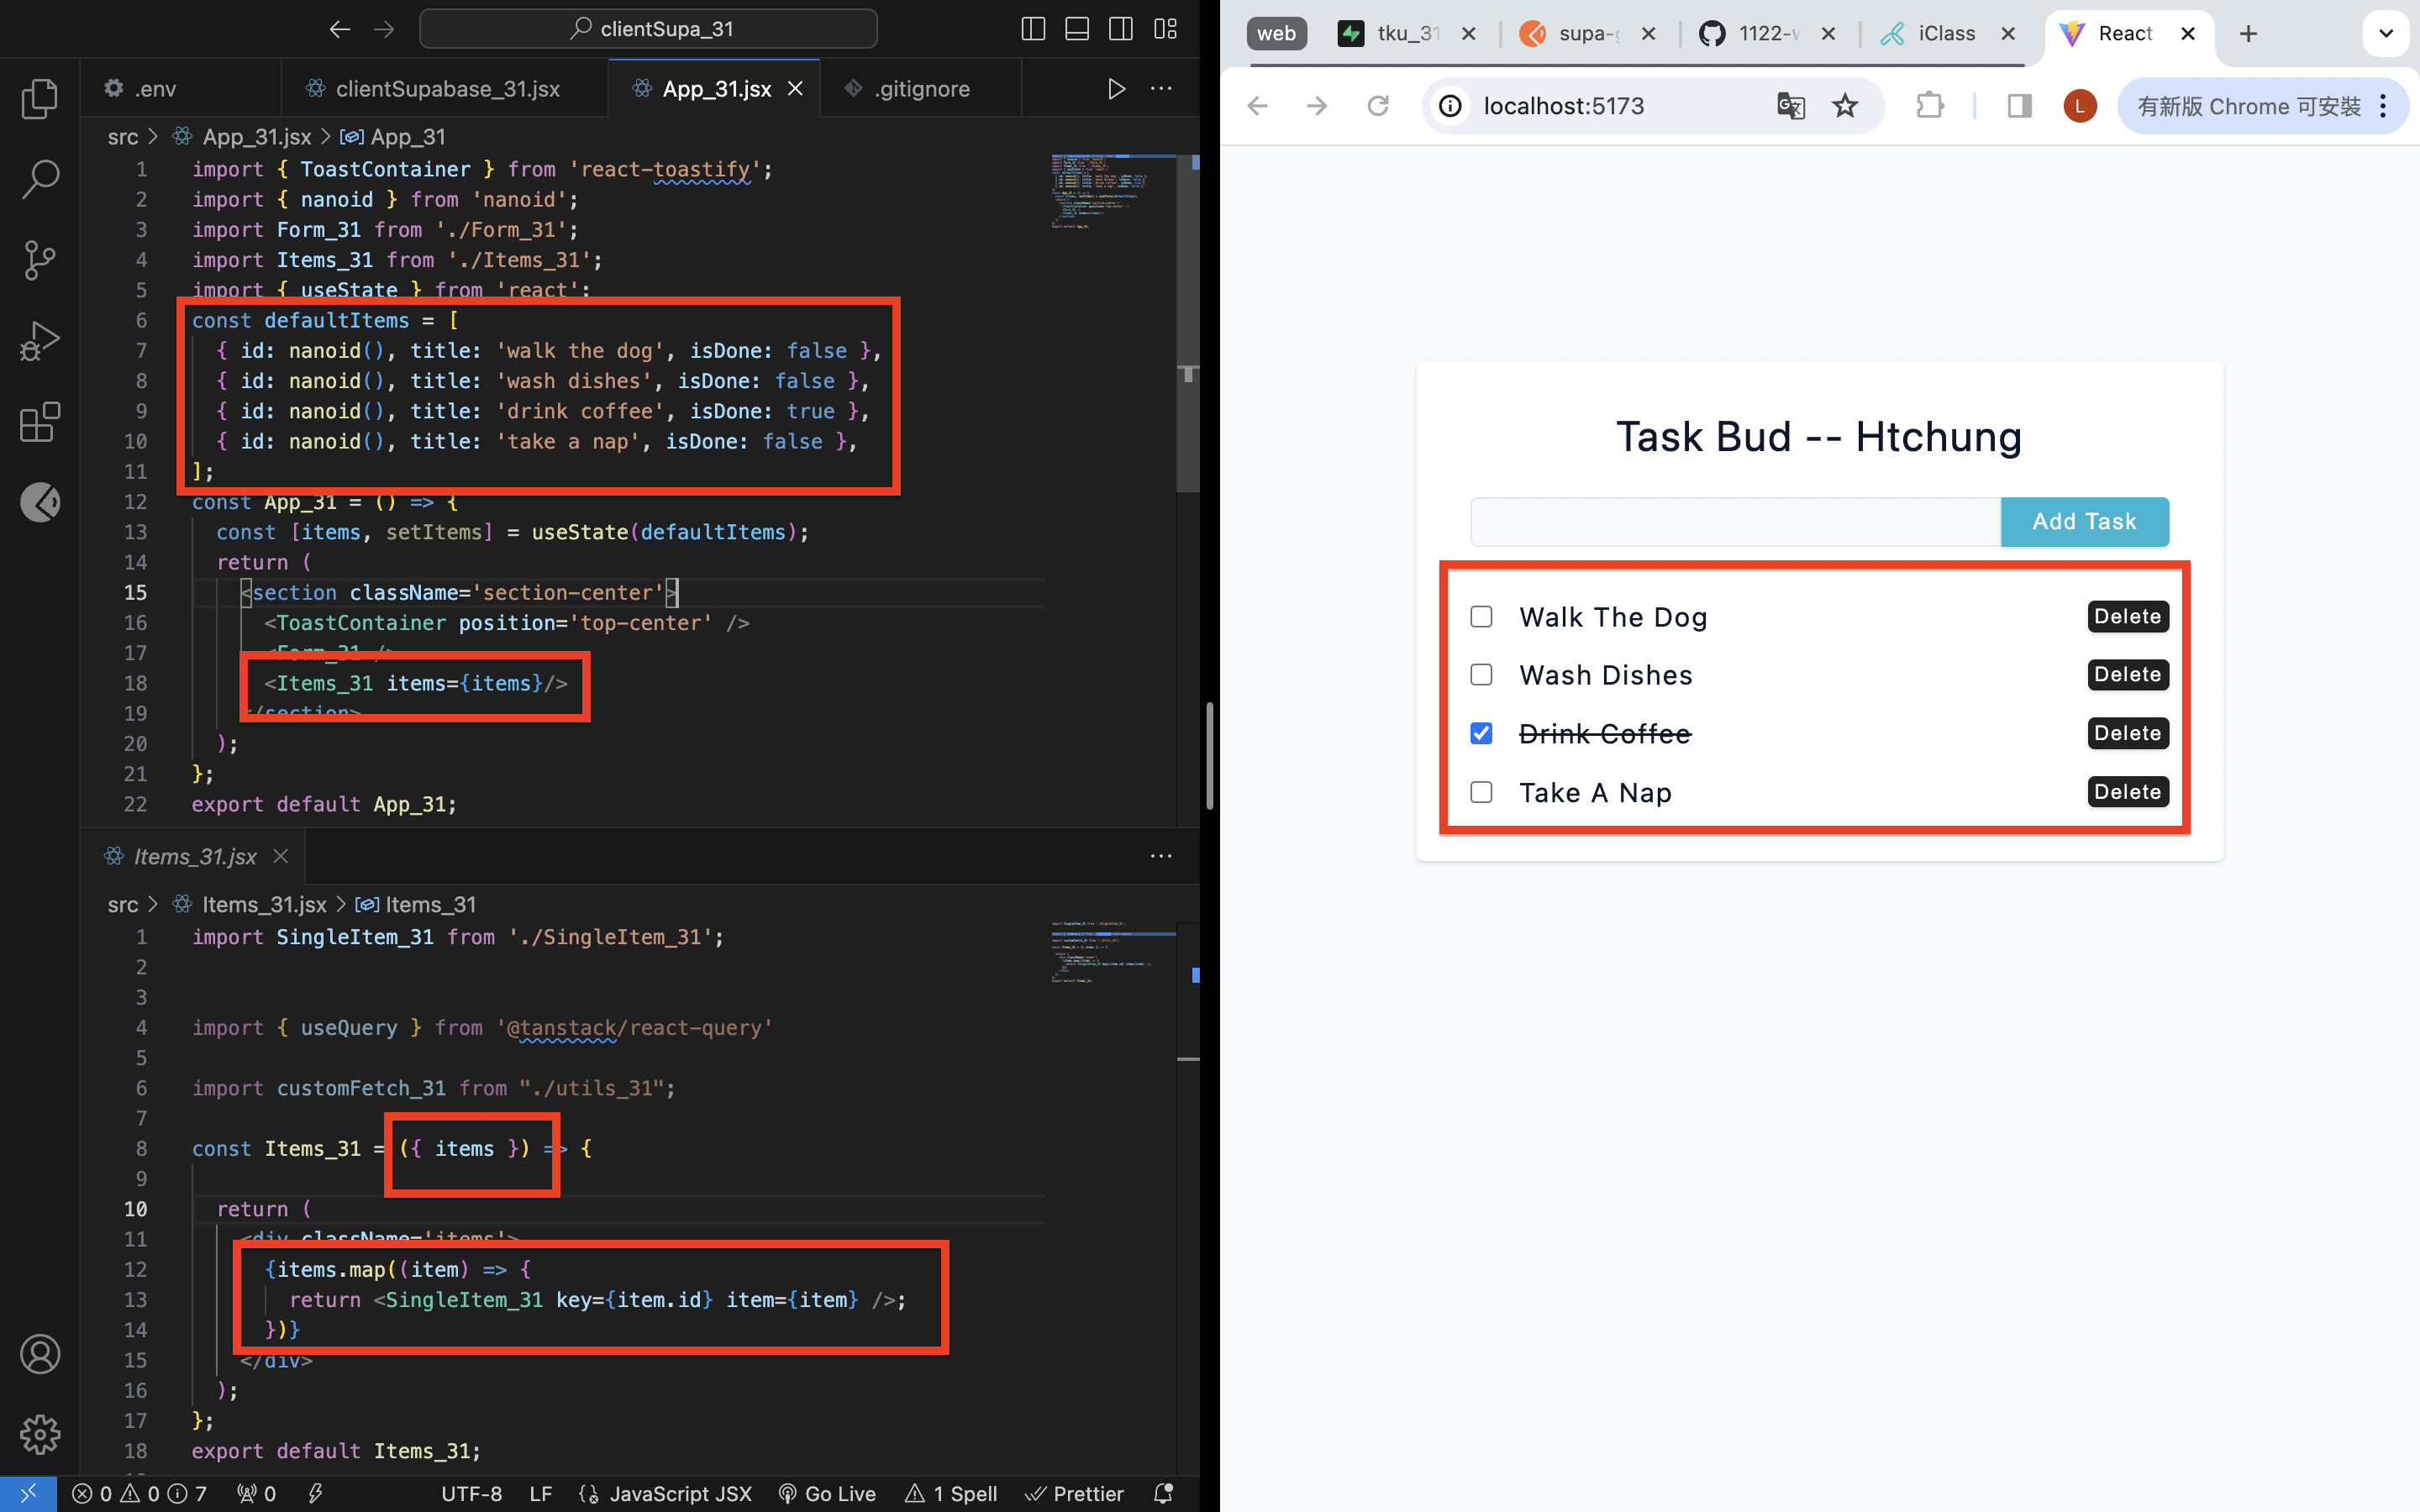 clientSupa_31
.env
clientSupabase_31.jsx
App_31.jsx
.gitignore
src > App_31.jsx > App_31
1 import { ToastContainer } from 'react-toastify';
2 import { nanoid } from 'nanoid';
3 import Form_31 from './Form_31';
4 import Items_31 from './Items_31';
5 import { useState } from 'react';
6 const defaultItems = [
7 { id: nanoid(), title: 'walk the dog', isDone: false },
8 { id: nanoid(), title: 'wash dishes', isDone: false },
9 { id: nanoid(), title: 'drink coffee', isDone: true },
10 { id: nanoid(), title: 'take a nap', isDone: false },
11 ];
12 const App_31 = () => {
13 const [items, setItems] = useState(defaultItems);
14 return (
15 <section className='section-center'>
16 <ToastContainer position='top-center' />
17 <Form_31 />
18 <Items_31 items={items}/>
19 </section>
20 );
21 };
22 export default App_31;
Items_31.jsx
src > Items_31.jsx > Items_31
1 import SingleItem_31 from './SingleItem_31';
2
3
4 import { useQuery } from '@tanstack/react-query'
5
6 import customFetch_31 from "./utils_31";
7
8 const Items_31 = ({ items }) => {
9
10 return (
11 <div className='items'>
12 {items.map((item) => {
13 return <SingleItem_31 key={item.id} item={item} />;
14 })}
15 </div>
16 );
17 };
18 export default Items_31;
0 0 7 0 UTF-8 LF JavaScript JSX Go Live 1 Spell Prettier
web
tku_31
supa-
1122-
iClass
React
localhost:5173
L
有新版 Chrome 可安裝
Task Bud -- Htchung
Add Task
Walk The Dog Delete
Wash Dishes Delete
Drink Coffee Delete
Take A Nap Delete